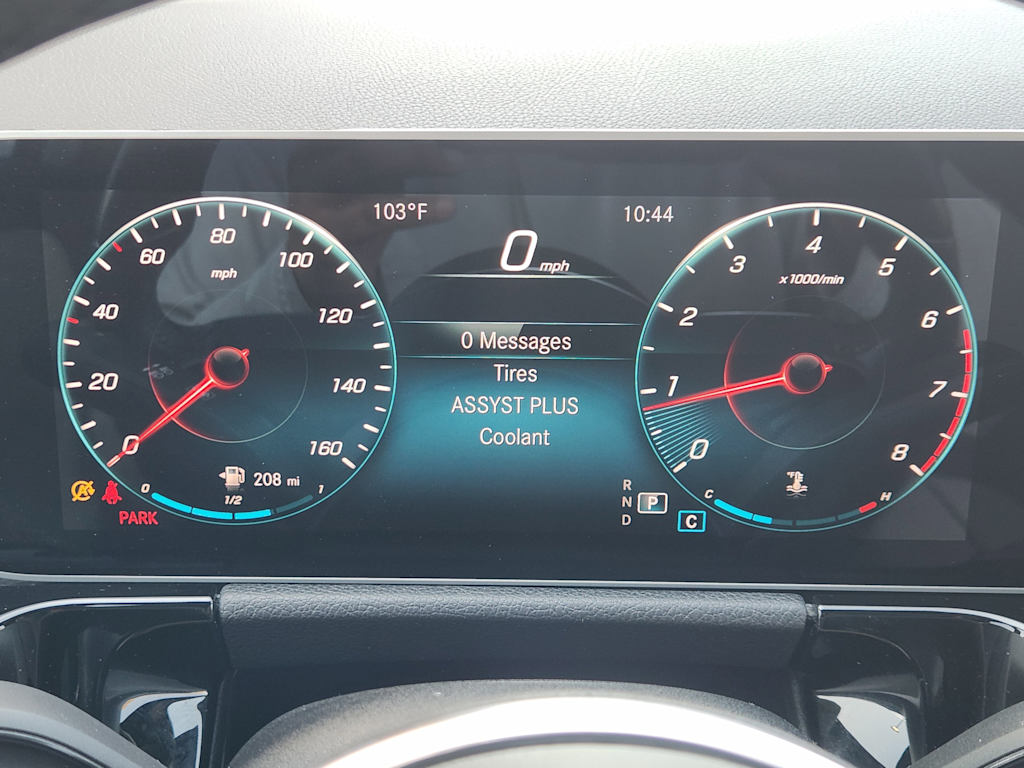 103°F
10:44
0 mph
80
60
100
mph
40
120
20
140
0
160
4
3
5
x1000/min
2
6
1
7
0
8
0 Messages
Tires
ASSYST PLUS
Coolant
208 mi
0
1/2
1
PARK
R
N P
D
C
C
°F
H